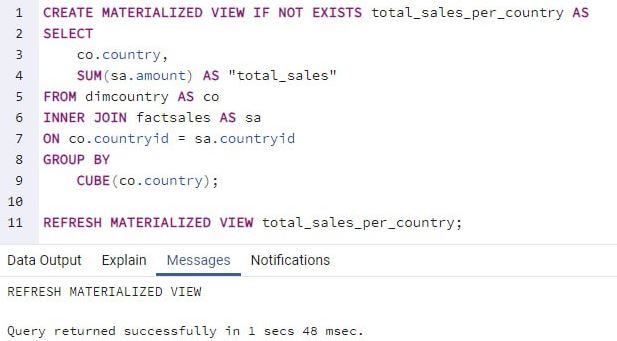 1 CREATE MATERIALIZED VIEW IF NOT EXISTS total_sales_per_country AS
2 SELECT
3 co.country,
4 SUM(sa.amount) AS "total_sales"
5 FROM dimcountry AS co
6 INNER JOIN factsales AS sa
7 ON co.countryid = sa.countryid
8 GROUP BY
9 CUBE(co.country);
10
11 REFRESH MATERIALIZED VIEW total_sales_per_country;
Data Output Explain Messages Notifications
REFRESH MATERIALIZED VIEW
Query returned successfully in 1 secs 48 msec.